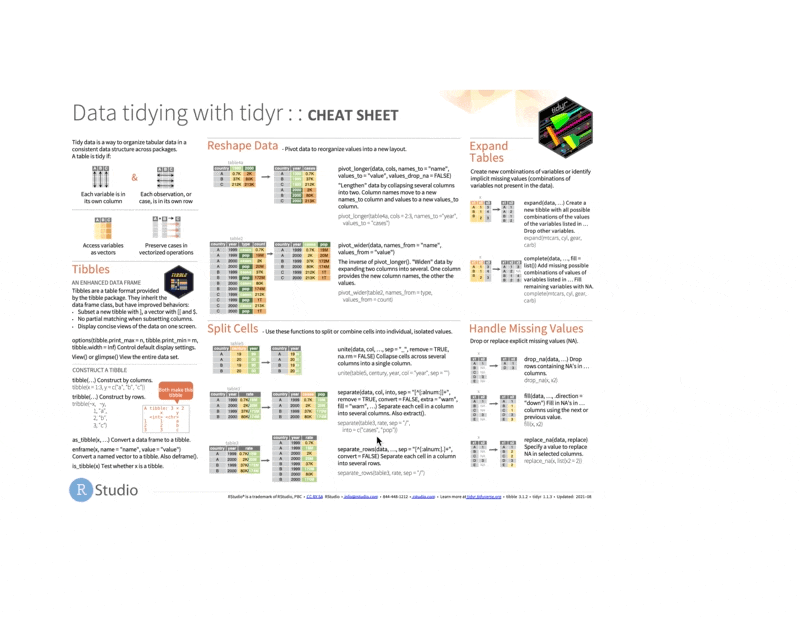 Data tidying with tidyr : : CHEAT SHEET
tidyr
Tidy data is a way to organize tabular data in a
consistent data structure across packages.
A table is tidy if:
A B C
&
A B C
Each variable is in
its own column
Each observation, or
case, is in its own row
Access variables
as vectors
Preserve cases in
vectorized operations
Tibbles
TIBBLE
AN ENHANCED DATA FRAME
Tibbles are a table format provided
by the tibble package. They inherit the
data frame class, but have improved behaviors:
• Subset a new tibble with ], a vector with [[ and $.
• No partial matching when subsetting columns.
• Display concise views of the data on one screen.
options(tibble.print_max = n, tibble.print_min = m,
tibble.width = Inf) Control default display settings.
View() or glimpse() View the entire data set.
CONSTRUCT A TIBBLE
tibble(…) Construct by columns.
tibble(x = 1:3, y = c("a", "b", "c"))
tribble(…) Construct by rows.
tribble(~x, ~y,
1, "a",
2, "b",
3, "c")
Both make this
tibble
A tibble: 3 × 2
as_tibble(x, …) Convert a data frame to a tibble.
enframe(x, name = "name", value = "value")
Convert a named vector to a tibble. Also deframe().
is_tibble(x) Test whether x is a tibble.
Reshape Data - Pivot data to reorganize values into a new layout.
table4a
pivot_longer(data, cols, names_to = "name",
values_to = "value", values_drop_na = FALSE)
"Lengthen" data by collapsing several columns
into two. Column names move to a new
names_to column and values to a new values_to
column.
pivot_longer(table4a, cols = 2:3, names_to ="year",
values_to = "cases")
table2
pivot_wider(data, names_from = "name",
values_from = "value")
The inverse of pivot_longer(). "Widen" data by
expanding two columns into several. One column
provides the new column names, the other the
values.
pivot_wider(table2, names_from = type,
values_from = count)
Split Cells - Use these functions to split or combine cells into individual, isolated values.
table5
unite(data, col, …, sep = "_", remove = TRUE,
na.rm = FALSE) Collapse cells across several
columns into a single column.
unite(table5, century, year, col = "year", sep = "")
table3
separate(data, col, into, sep = "[^[:alnum:]]+",
remove = TRUE, convert = FALSE, extra = "warn",
fill = "warn", …) Separate each cell in a column
into several columns. Also extract().
separate(table3, rate, sep = "/",
into = c("cases", "pop"))
table3
separate_rows(data, …, sep = "[^[:alnum:].]+",
convert = FALSE) Separate each cell in a column
into several rows.
separate_rows(table3, rate, sep = "/")
Expand
Tables
Create new combinations of variables or identify
implicit missing values (combinations of
variables not present in the data).
expand(data, …) Create a
new tibble with all possible
combinations of the values
of the variables listed in …
Drop other variables.
expand(mtcars, cyl, gear,
carb)
complete(data, …, fill =
list()) Add missing possible
combinations of values of
variables listed in … Fill
remaining variables with NA.
complete(mtcars, cyl, gear,
carb)
Handle Missing Values
Drop or replace explicit missing values (NA).
drop_na(data, …) Drop
rows containing NA's in …
columns.
drop_na(x, x2)
fill(data, …, .direction =
"down") Fill in NA's in …
columns using the next or
previous value.
fill(x, x2)
replace_na(data, replace)
Specify a value to replace
NA in selected columns.
replace_na(x, list(x2 = 2))
R Studio
RStudio® is a trademark of RStudio, PBC • CC BY SA RStudio • info@rstudio.com • 844-448-1212 • rstudio.com • Learn more at tidyr.tidyverse.org • tibble 3.1.2 • tidyr 1.1.3 • Updated: 2021–08